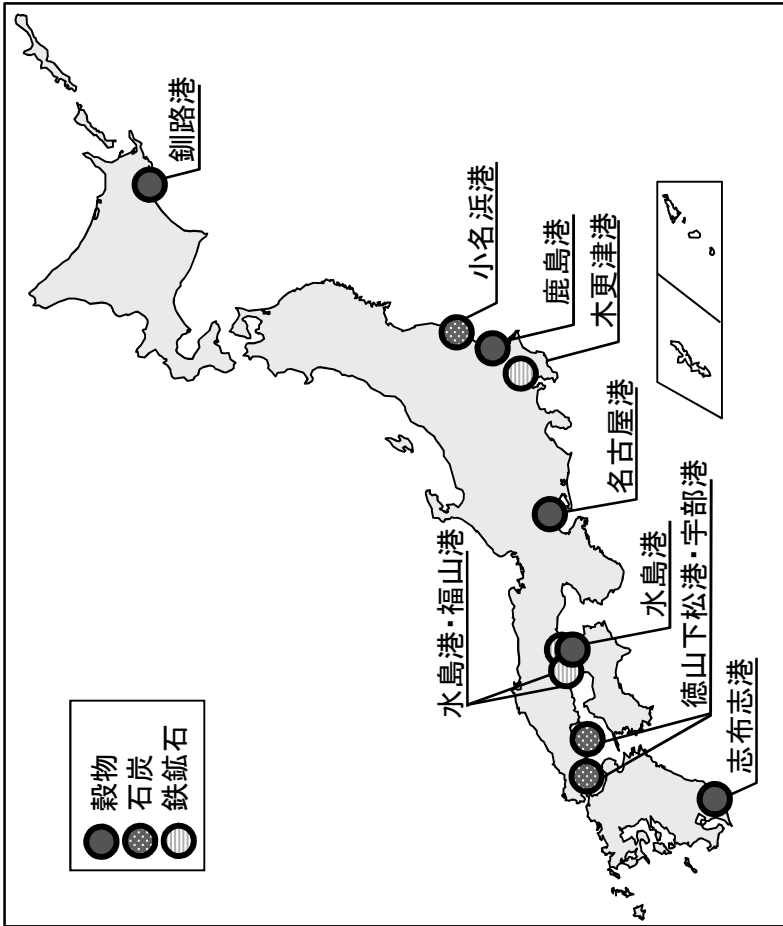 穀物
石炭
鉄鉱石
釧路港
小名浜港
鹿島港
木更津港
名古屋港
水島港・福山港
水島港
徳山下松港・宇部港
志布志港